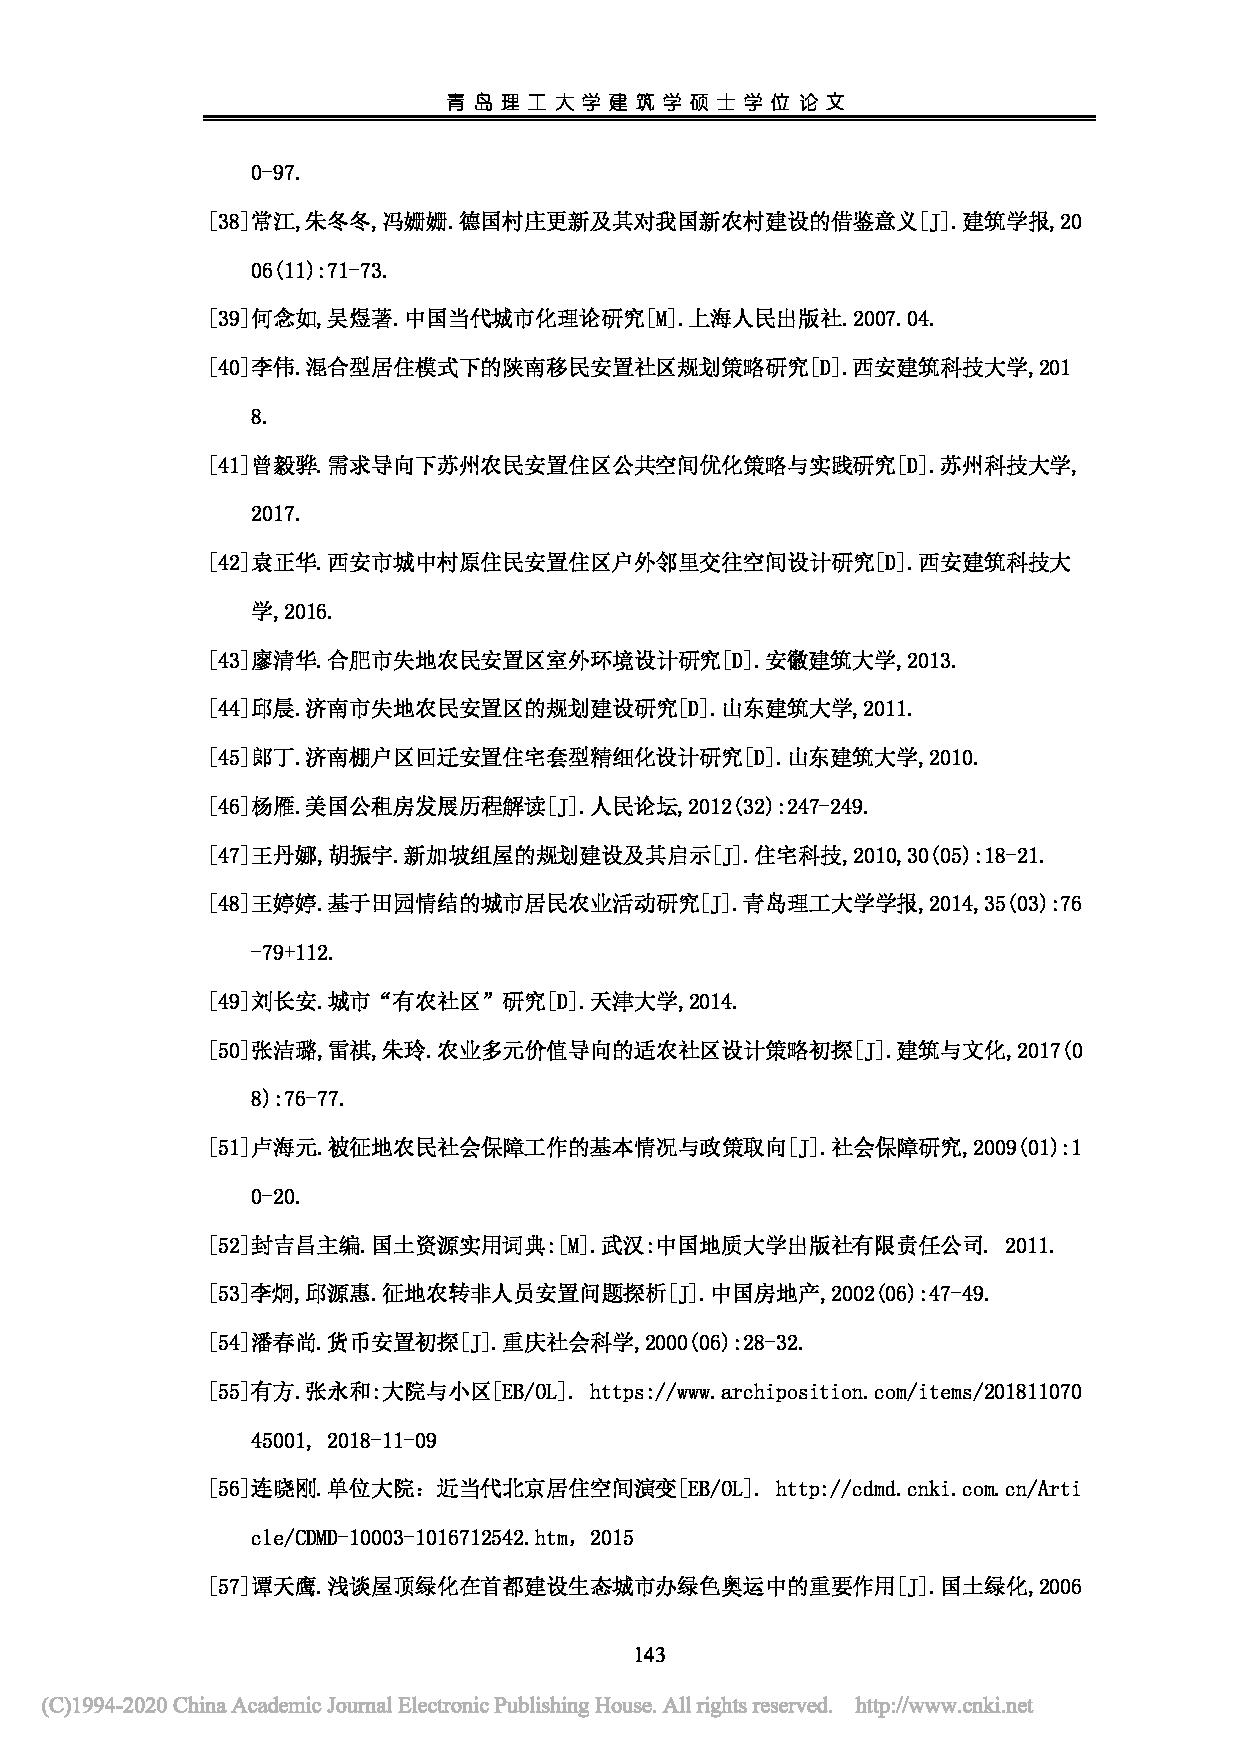 青岛理工大学建筑学硕士学位论文
0-97.
[38]常江,朱冬冬,冯姗姗.德国村庄更新及其对我国新农村建设的借鉴意义[J].建筑学报,20
06(11):71-73.
[39]何念如,吴煜著.中国当代城市化理论研究[M].上海人民出版社.2007.04.
[40]李伟.混合型居住模式下的陕南移民安置社区规划策略研究[D].西安建筑科技大学,201
8.
[41]曾毅骅.需求导向下苏州农民安置住区公共空间优化策略与实践研究[D].苏州科技大学,
2017.
[42]袁正华.西安市城中村原住民安置住区户外邻里交往空间设计研究[D].西安建筑科技大
学,2016.
[43]廖清华.合肥市失地农民安置区室外环境设计研究[D].安徽建筑大学,2013.
[44]邱晨.济南市失地农民安置区的规划建设研究[D].山东建筑大学,2011.
[45]郎丁.济南棚户区回迁安置住宅套型精细化设计研究[D].山东建筑大学,2010.
[46]杨雁.美国公租房发展历程解读[J].人民论坛,2012(32):247-249.
[47]王丹娜,胡振宇.新加坡组屋的规划建设及其启示[J].住宅科技,2010,30(05):18-21.
[48]王婷婷.基于田园情结的城市居民农业活动研究[J].青岛理工大学学报,2014,35(03):76
-79+112.
[49]刘长安.城市“有农社区”研究[D].天津大学,2014.
[50]张洁璐,雷祺,朱玲.农业多元价值导向的适农社区设计策略初探[J].建筑与文化,2017(0
8):76-77.
[51]卢海元.被征地农民社会保障工作的基本情况与政策取向[J].社会保障研究,2009(01):1
0-20.
[52]封吉昌主编.国土资源实用词典:[M].武汉:中国地质大学出版社有限责任公司. 2011.
[53]李炯,邱源惠.征地农转非人员安置问题探析[J].中国房地产,2002(06):47-49.
[54]潘春尚.货币安置初探[J].重庆社会科学,2000(06):28-32.
[55]有方.张永和:大院与小区[EB/OL]. https://www.archiposition.com/items/201811070
45001, 2018-11-09
[56]连晓刚.单位大院：近当代北京居住空间演变[EB/OL]. http://cdmd.cnki.com.cn/Arti
cle/CDMD-10003-1016712542.htm，2015
[57]谭天鹰.浅谈屋顶绿化在首都建设生态城市办绿色奥运中的重要作用[J].国土绿化,2006
143
(C)1994-2020 China Academic Journal Electronic Publishing House. All rights reserved. http://www.cnki.net